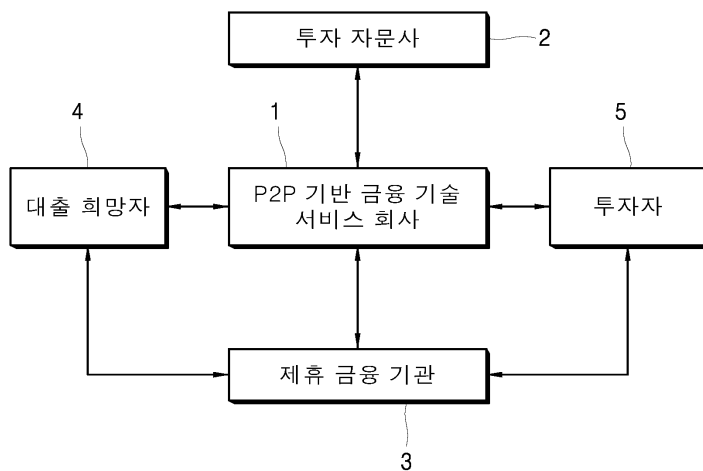 투자 자문사
2
4
1
5
대출 희망자
P2P 기반 금융 기술
서비스 회사
투자자
제휴 금융 기관
3